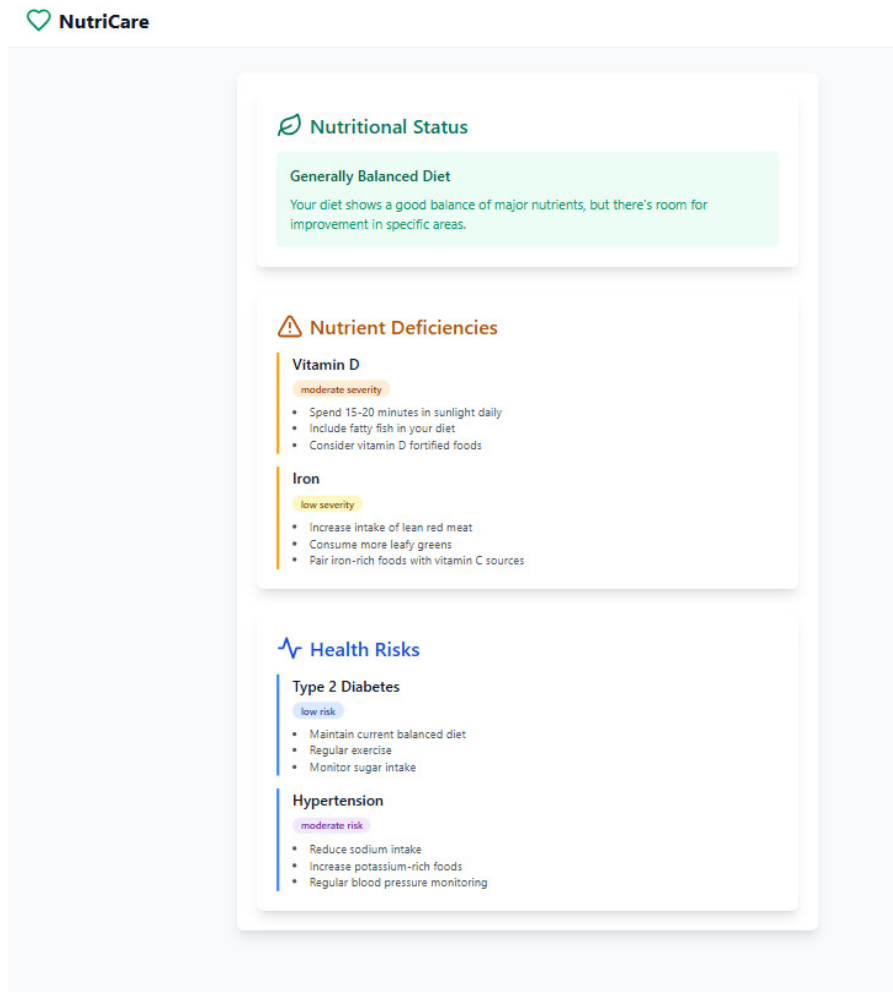 NutriCare
Nutritional Status
Generally Balanced Diet
Your diet shows a good balance of major nutrients, but there's room for
improvement in specific areas.
Nutrient Deficiencies
Vitamin D
moderate severity
• Spend 15-20 minutes in sunlight daily
• Include fatty fish in your diet
• Consider vitamin D fortified foods
Iron
low severity
• Increase intake of lean red meat
• Consume more leafy greens
• Pair iron-rich foods with vitamin C sources
Health Risks
Type 2 Diabetes
low risk
• Maintain current balanced diet
• Regular exercise
• Monitor sugar intake
Hypertension
moderate risk
• Reduce sodium intake
• Increase potassium-rich foods
• Regular blood pressure monitoring